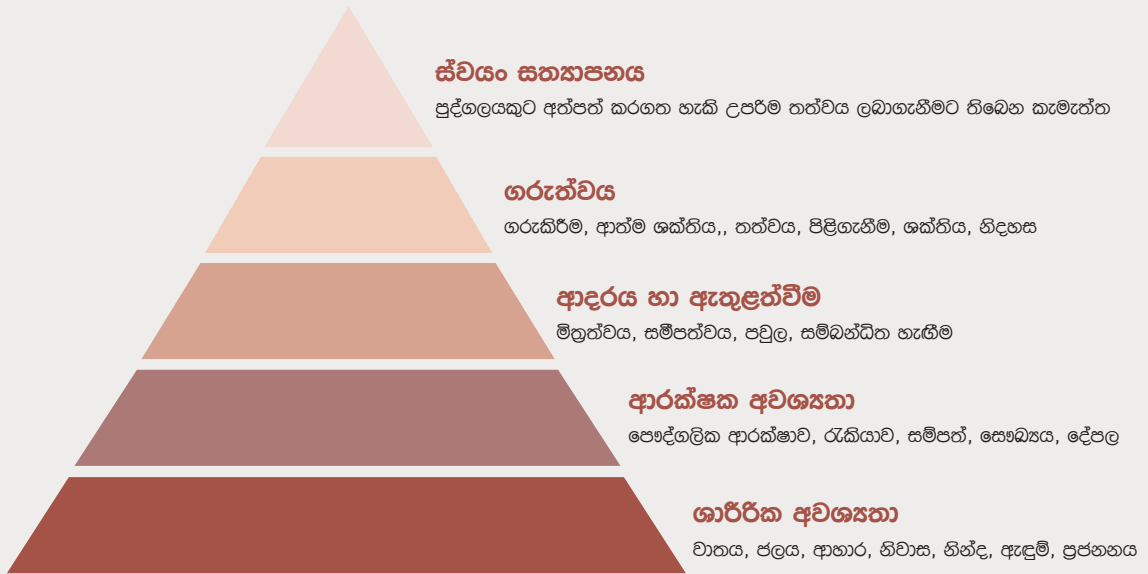 ස්වයං සත්‍යාපනය
පුද්ගලයකුට අත්පත් කරගත හැකි උපරිම තත්වය ලබාගැනීමට තිබෙන කැමැත්ත
ගරුත්වය
ගරුකිරීම, ආත්ම ශක්තිය,, තත්වය, පිළිගැනීම, ශක්තිය, නිදහස
ආදරය හා ඇතුළත්වීම
මිත්‍රත්වය, සමීපත්වය, පවුල, සම්බන්ධිත හැඟීම
ආරක්ෂක අවශ්‍යතා
පෞද්ගලික ආරක්ෂාව, රැකියාව, සම්පත්, සෞඛ්‍යය, දේපල
ශාරීරික අවශ්‍යතා
වාතය, ජලය, ආහාර, නිවාස, නින්ද, ඇඳුම්, ප්‍රජනනය